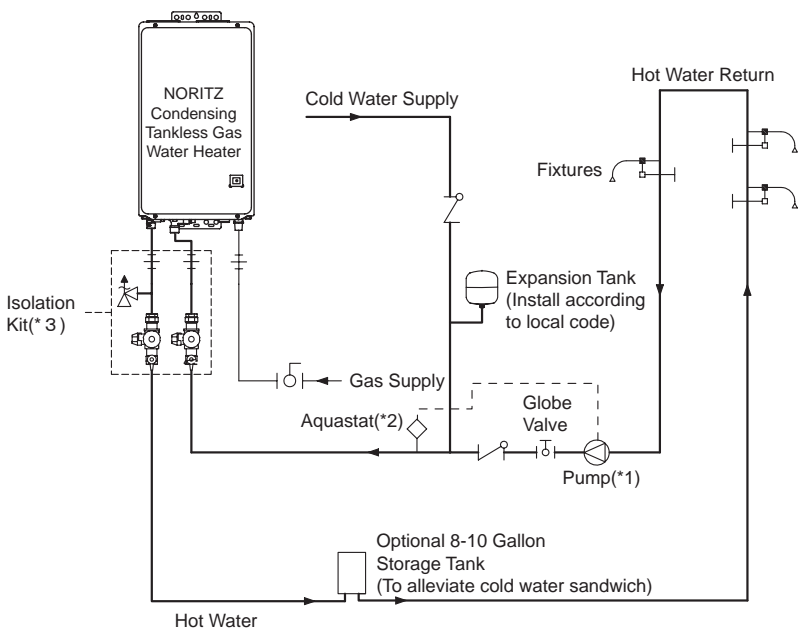 NORITZ
Condensing
Tankless Gas
Water Heater
Cold Water Supply
Hot Water Return
Fixtures
Expansion Tank
(Install according
to local code)
Isolation
Kit(*3)
Gas Supply
Aquastat(*2)
Globe
Valve
Pump(*1)
Optional 8-10 Gallon
Storage Tank
(To alleviate cold water sandwich)
Hot Water